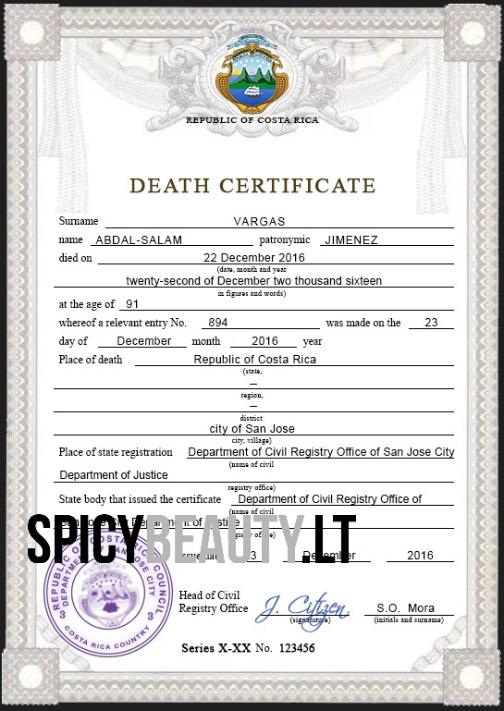 REPUBLIC OF COSTA RICA
DEATH CERTIFICATE
Surname VARGAS
name ABDAL-SALAM patronymic JIMENEZ
died on 22 December 2016
(date, month and year
twenty-second of December two thousand sixteen
in figures and words)
at the age of 91
whereof a relevant entry No. 894 was made on the 23
day of December month 2016 year
Place of death Republic of Costa Rica
(state,
—
region,
—
district
city of San Jose
city, village)
Place of state registration Department of Civil Registry Office of San Jose City
(name of civil
Department of Justice
registry office)
State body that issued the certificate Department of Civil Registry Office of
(name of civil
Department of Justice
SPICYBEAUTY.LT
3 December 2016
REPUBLIC OF COSTA RICA COUNCIL
DEPARTMENT SAN JOSE CITY
3 3
COSTA RICA COUNTRY
Head of Civil
Registry Office J. Citizen S.O. Mora
(signature) (initials and surname)
Series X-XX No. 123456